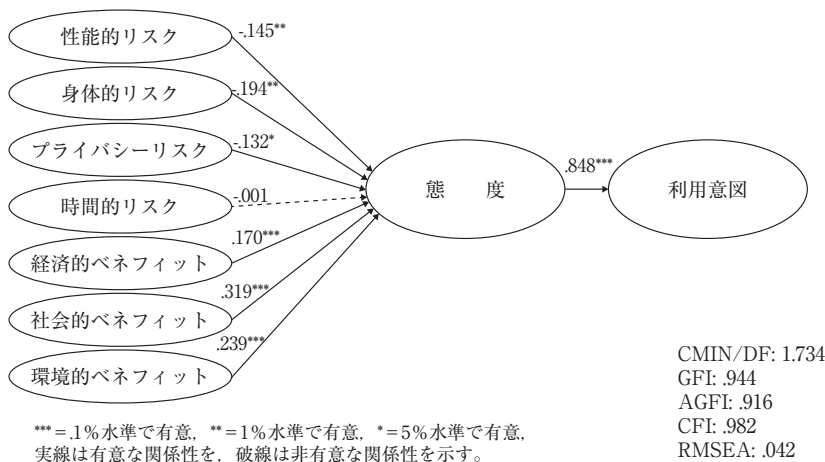 性能的リスク
-.145**
身体的リスク
-.194**
プライバシーリスク
-.132*
時間的リスク
-.001
経済的ベネフィット
.170***
社会的ベネフィット
.319***
環境的ベネフィット
.239***
態 度
.848***
利用意図
CMIN/DF: 1.734
GFI: .944
AGFI: .916
CFI: .982
RMSEA: .042
***=.1%水準で有意, **=1%水準で有意, *=5%水準で有意,
実線は有意な関係性を, 破線は非有意な関係性を示す。